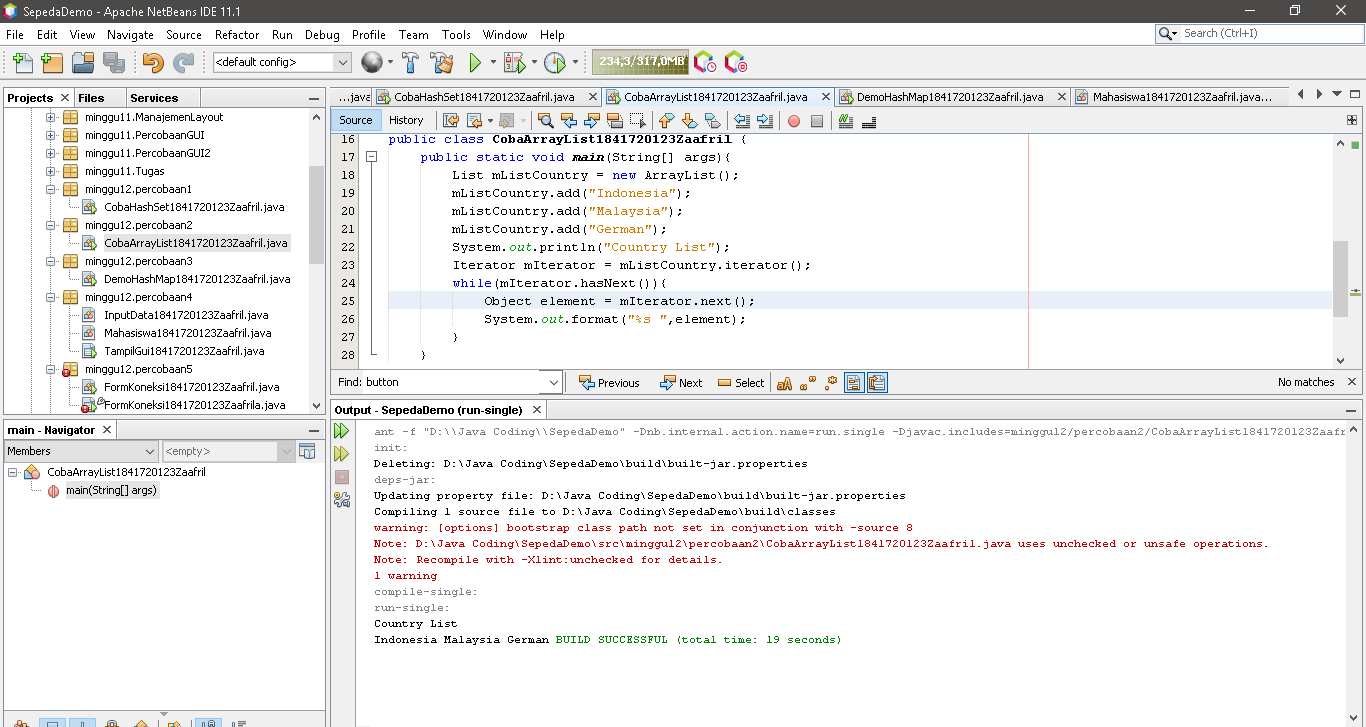 SepedaDemo - Apache NetBeans IDE 11.1
File Edit View Navigate Source Refactor Run Debug Profile Team Tools Window Help
Search (Ctrl+I)
<default config>
234,3/317,0MB
Projects Files Services
minggu11.ManajemenLayout
minggu11.PercobaanGUI
minggu11.PercobaanGUI2
minggu11.Tugas
minggu12.percobaan1
CobaHashSet1841720123Zaafril.java
minggu12.percobaan2
CobaArrayList1841720123Zaafril.java
minggu12.percobaan3
DemoHashMap1841720123Zaafril.java
minggu12.percobaan4
InputData1841720123Zaafril.java
Mahasiswa1841720123Zaafril.java
TampilGui1841720123Zaafril.java
minggu12.percobaan5
FormKoneksi1841720123Zaafril.java
FormKoneksi1841720123Zaafrila.java
main - Navigator
Members
<empty>
CobaArrayList1841720123Zaafril
main(String[] args)
...java CobaHashSet1841720123Zaafril.java CobaArrayList1841720123Zaafril.java DemoHashMap1841720123Zaafril.java Mahasiswa1841720123Zaafril.java...
Source History
16 public class CobaArrayList1841720123Zaafril {
17 public static void main(String[] args){
18 List mListCountry = new ArrayList();
19 mListCountry.add("Indonesia");
20 mListCountry.add("Malaysia");
21 mListCountry.add("German");
22 System.out.println("Country List");
23 Iterator mIterator = mListCountry.iterator();
24 while(mIterator.hasNext()){
25 Object element = mIterator.next();
26 System.out.format("%s ",element);
27 }
28 }
Find: button Previous Next Select aA No matches
Output - SepedaDemo (run-single)
ant -f "D:\\Java Coding\\SepedaDemo" -Dnb.internal.action.name=run.single -Djavac.includes=minggu12/percobaan2/CobaArrayList1841720123Zaafr
init:
Deleting: D:\Java Coding\SepedaDemo\build\built-jar.properties
deps-jar:
Updating property file: D:\Java Coding\SepedaDemo\build\built-jar.properties
Compiling 1 source file to D:\Java Coding\SepedaDemo\build\classes
warning: [options] bootstrap class path not set in conjunction with -source 8
Note: D:\Java Coding\SepedaDemo\src\minggu12\percobaan2\CobaArrayList1841720123Zaafril.java uses unchecked or unsafe operations.
Note: Recompile with -Xlint:unchecked for details.
1 warning
compile-single:
run-single:
Country List
Indonesia Malaysia German BUILD SUCCESSFUL (total time: 19 seconds)